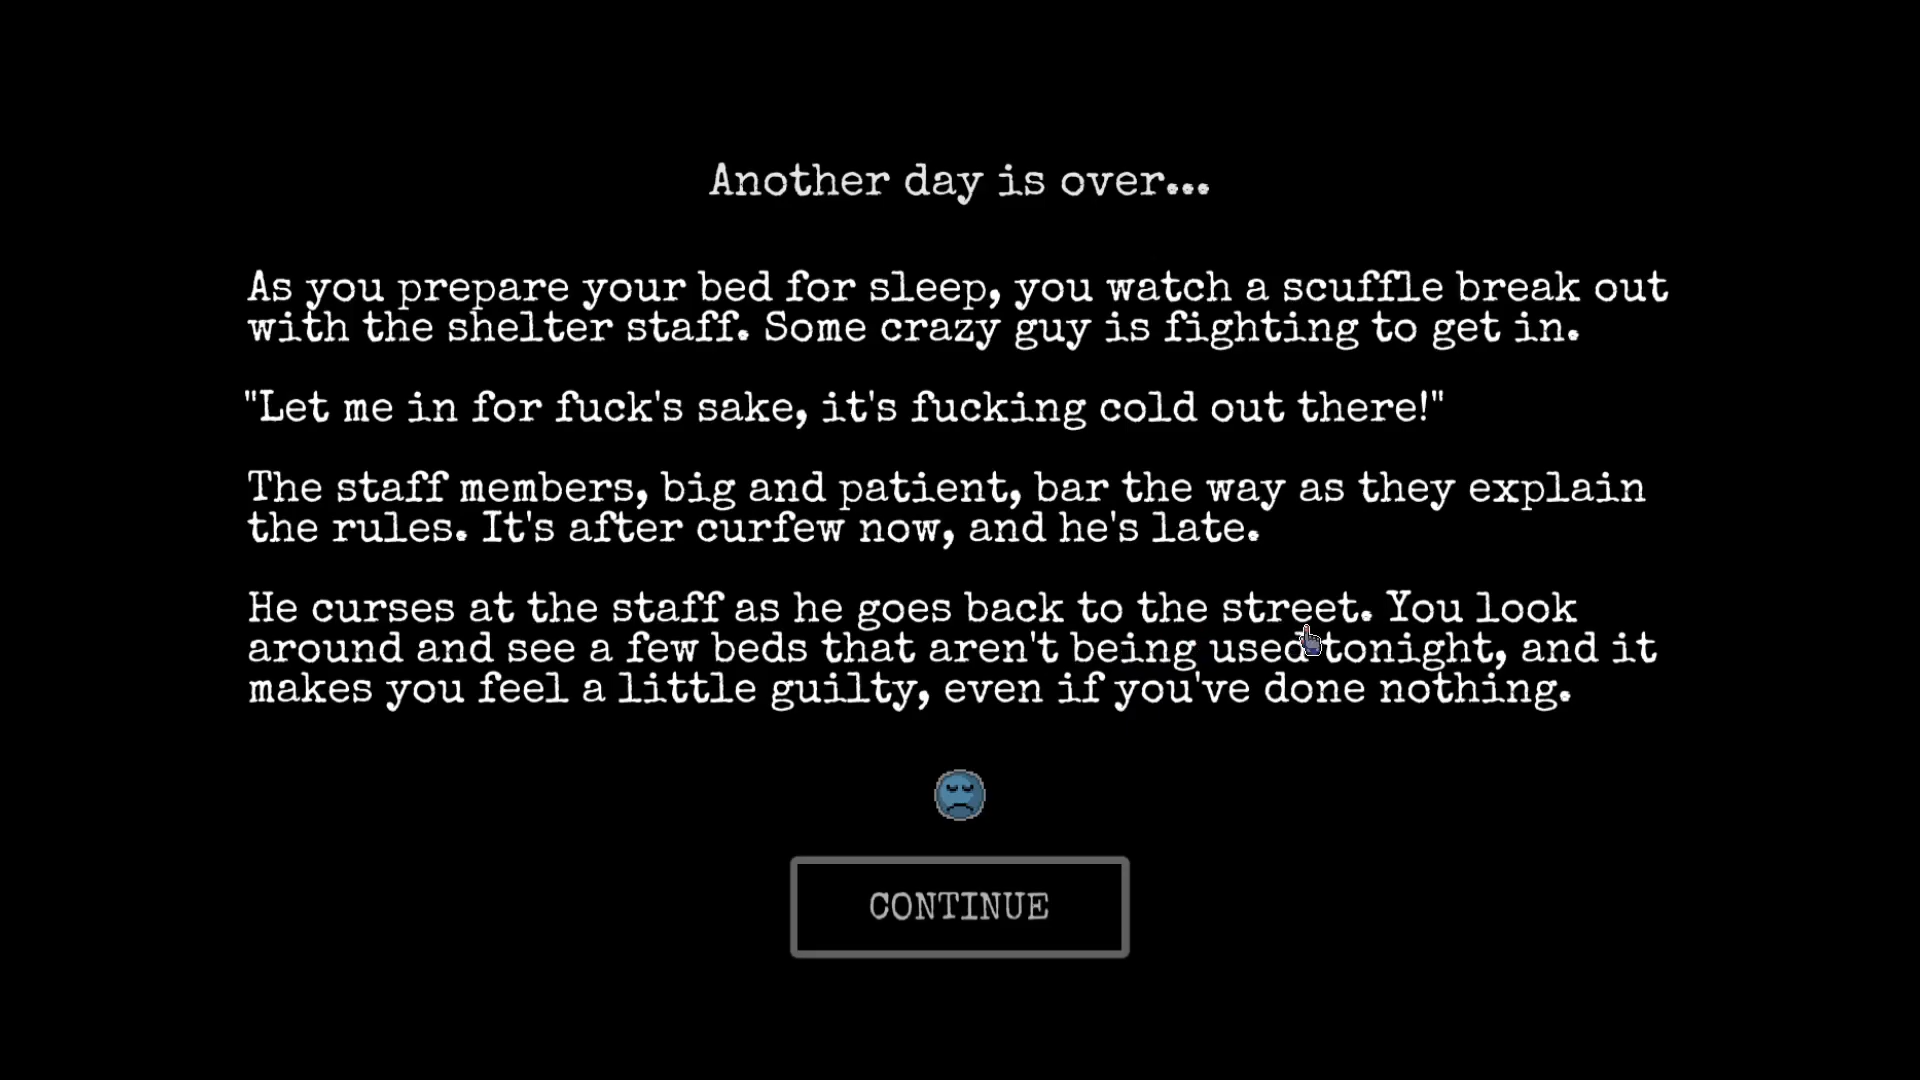 Another day is over...
As you prepare your bed for sleep, you watch a scuffle break out
with the shelter staff. Some crazy guy is fighting to get in.
"Let me in for fuck's sake, it's fucking cold out there!"
The staff members, big and patient, bar the way as they explain
the rules. It's after curfew now, and he's late.
He curses at the staff as he goes back to the street. You look
around and see a few beds that aren't being used tonight, and it
makes you feel a little guilty, even if you've done nothing.
CONTINUE